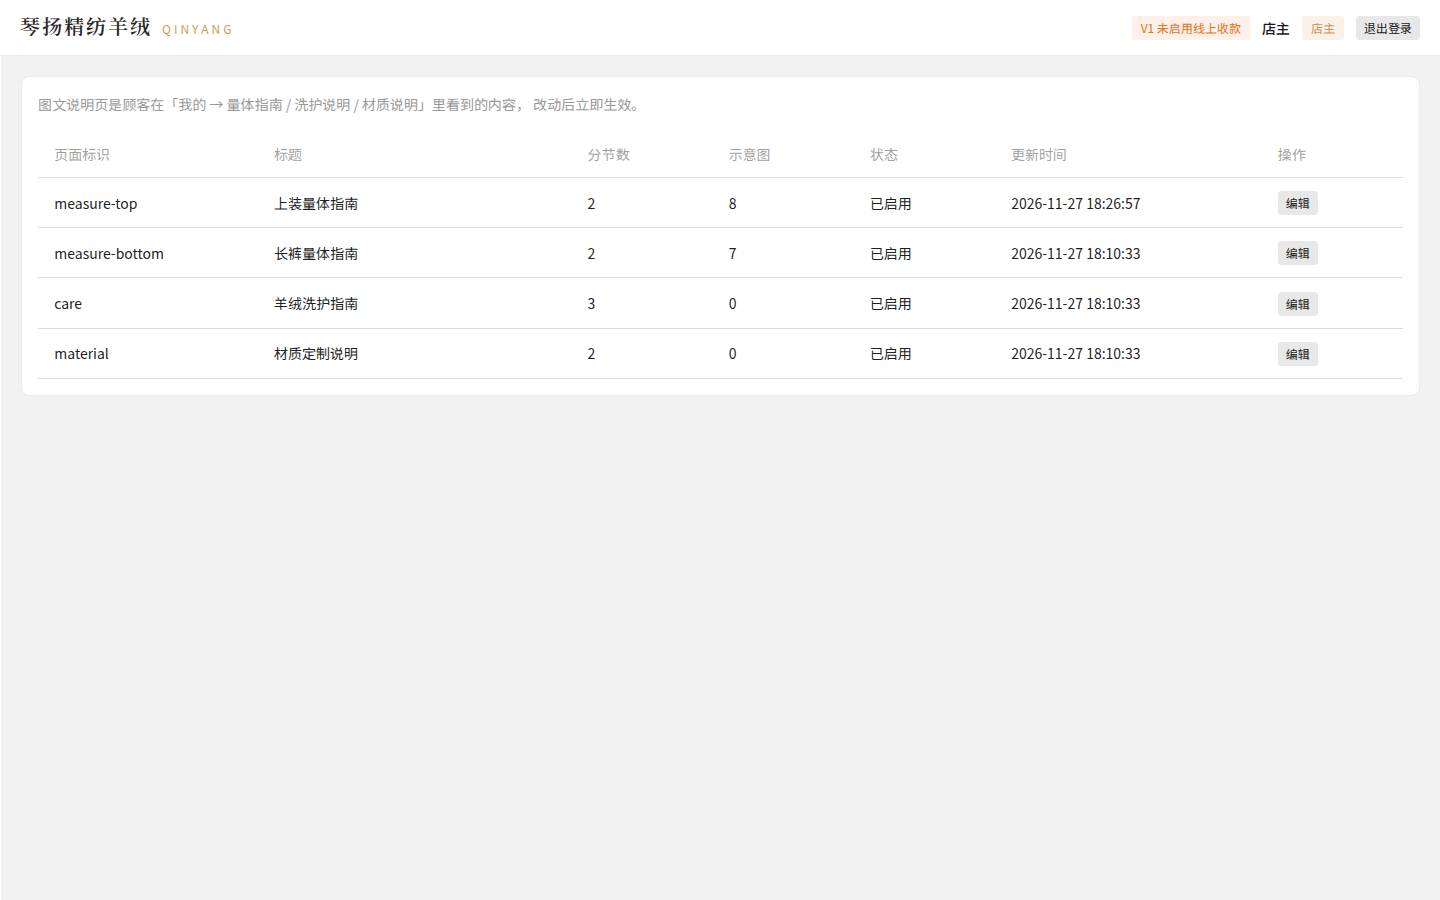 琴扬精纺羊绒 QINYANG V1 未启用线上收款 店主 店主 退出登录
图文说明页是顾客在「我的 → 量体指南 / 洗护说明 / 材质说明」里看到的内容， 改动后立即生效。
页面标识 标题 分节数 示意图 状态 更新时间 操作
measure-top 上装量体指南 2 8 已启用 2026-11-27 18:26:57 编辑
measure-bottom 长裤量体指南 2 7 已启用 2026-11-27 18:10:33 编辑
care 羊绒洗护指南 3 0 已启用 2026-11-27 18:10:33 编辑
material 材质定制说明 2 0 已启用 2026-11-27 18:10:33 编辑